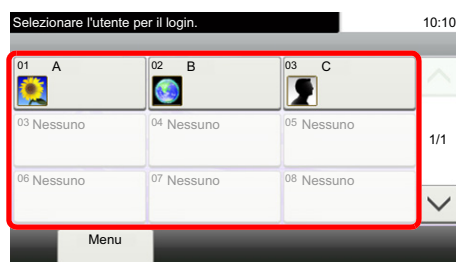 Selezionare l'utente per il login. 10:10
01 A 02 B 03 C
03 Nessuno 04 Nessuno 05 Nessuno
1/1
06 Nessuno 07 Nessuno 08 Nessuno
Menu